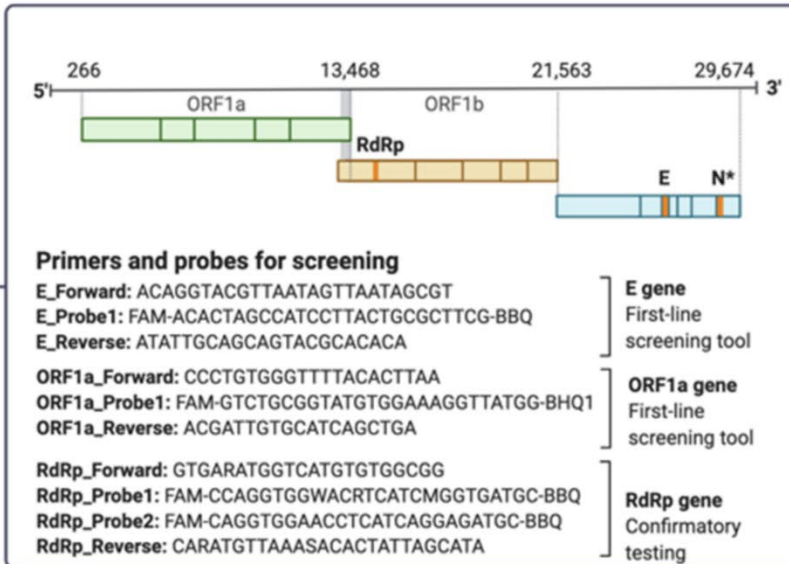 266 13,468 21,563 29,674
5' 3'
ORF1a ORF1b
RdRp
E N*
Primers and probes for screening
E_Forward: ACAGGTACGTTAATAGTTAATAGCGT
E_Probe1: FAM-ACACTAGCCATCCTTACTGCGCTTCG-BBQ
E_Reverse: ATATTGCAGCAGTACGCACACA
E gene
First-line
screening tool
ORF1a_Forward: CCCTGTGGGTTTTACACTTAA
ORF1a_Probe1: FAM-GTCTGCGGTATGTGGAAAGGTTATGG-BHQ1
ORF1a_Reverse: ACGATTGTGCATCAGCTGA
ORF1a gene
First-line
screening tool
RdRp_Forward: GTGARATGGTCATGTGTGGCGG
RdRp_Probe1: FAM-CCAGGTGGWACRTCATCMGGTGATGC-BBQ
RdRp_Probe2: FAM-CAGGTGGAACCTCATCAGGAGATGC-BBQ
RdRp_Reverse: CARATGTTAAASACACTATTAGCATA
RdRp gene
Confirmatory
testing